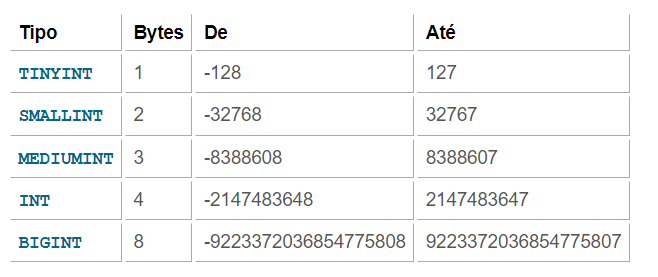 Tipo Bytes De Até
TINYINT 1 -128 127
SMALLINT 2 -32768 32767
MEDIUMINT 3 -8388608 8388607
INT 4 -2147483648 2147483647
BIGINT 8 -9223372036854775808 9223372036854775807